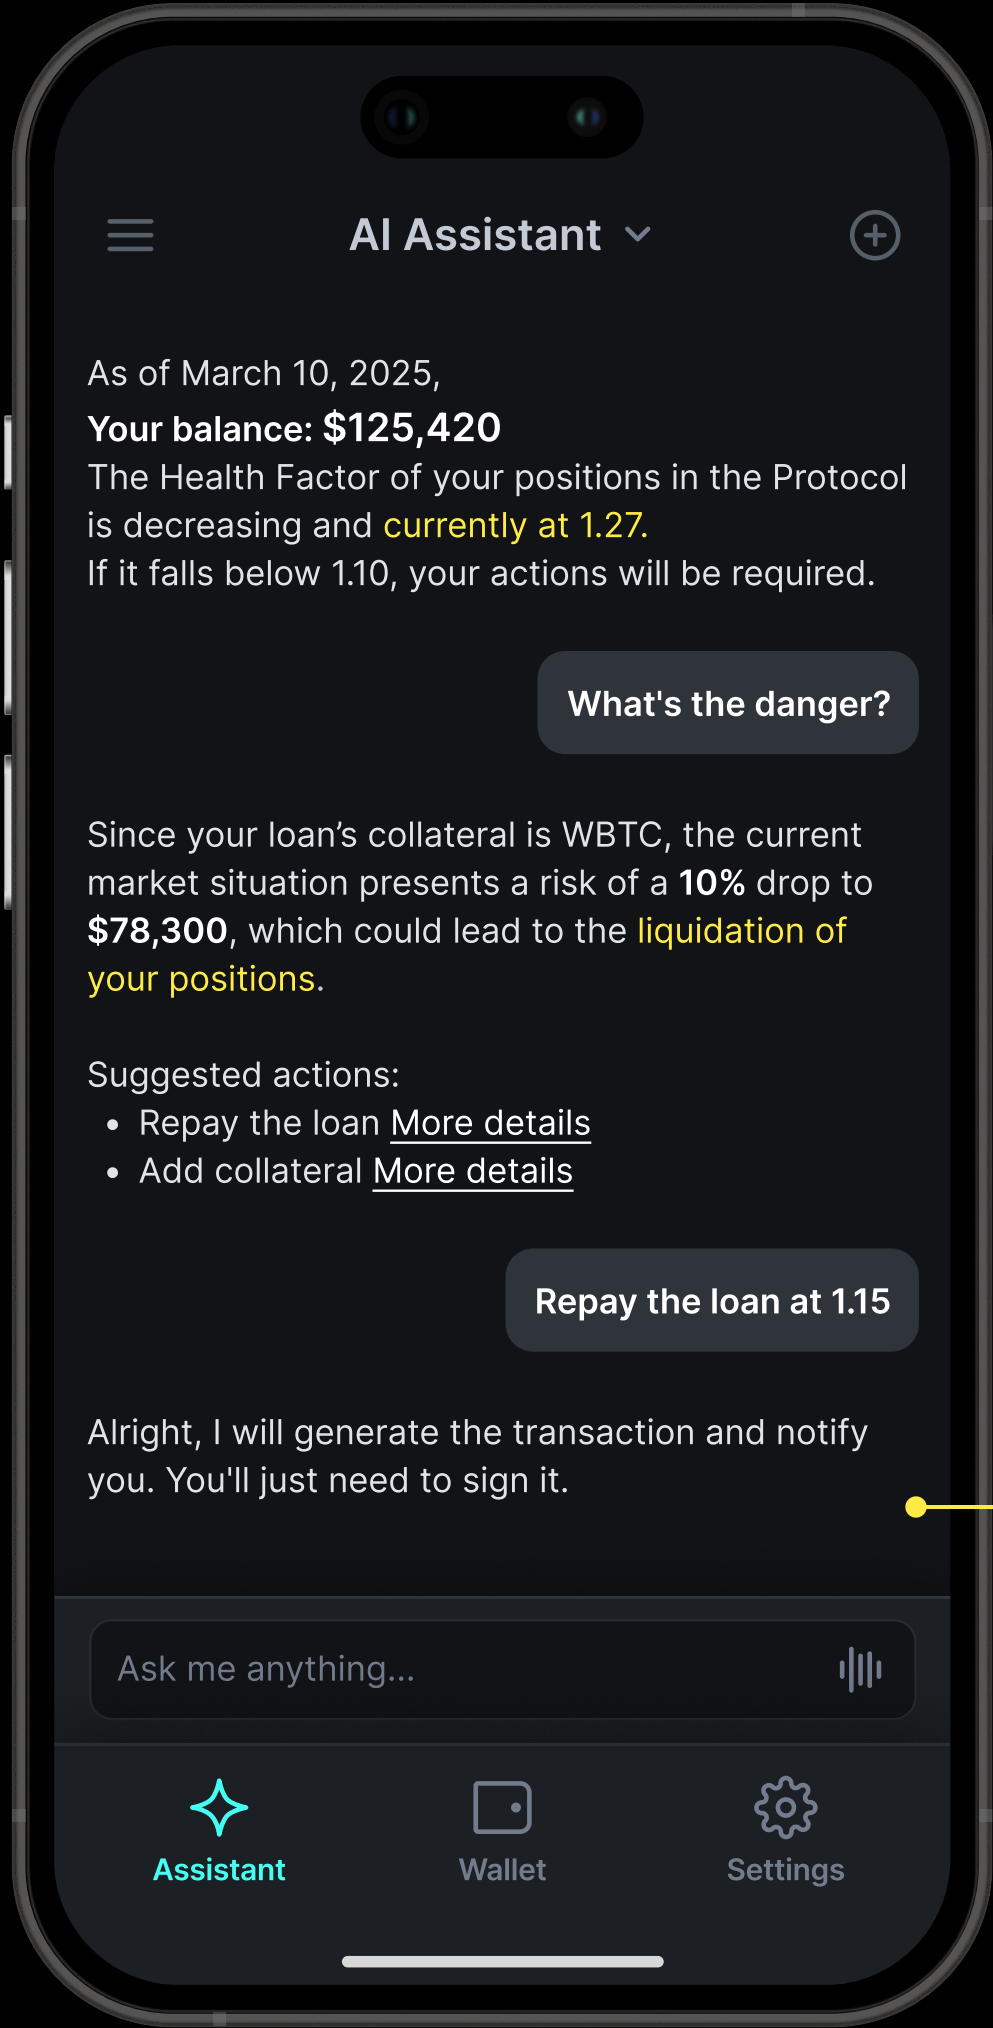 AI Assistant
As of March 10, 2025,
Your balance: $125,420
The Health Factor of your positions in the Protocol
is decreasing and currently at 1.27.
If it falls below 1.10, your actions will be required.
What's the danger?
Since your loan’s collateral is WBTC, the current
market situation presents a risk of a 10% drop to
$78,300, which could lead to the liquidation of
your positions.
Suggested actions:
• Repay the loan More details
• Add collateral More details
Repay the loan at 1.15
Alright, I will generate the transaction and notify
you. You'll just need to sign it.
Ask me anything...
Assistant Wallet Settings